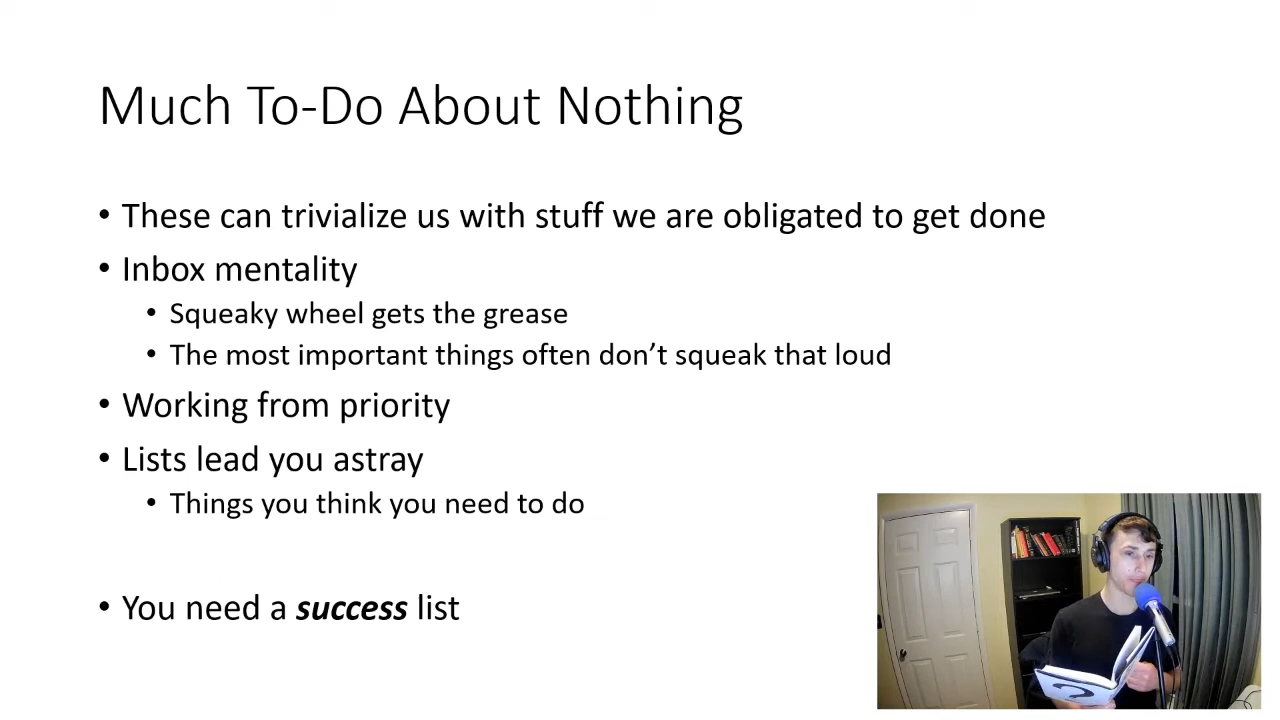 Much To-Do About Nothing
• These can trivialize us with stuff we are obligated to get done
• Inbox mentality
• Squeaky wheel gets the grease
• The most important things often don’t squeak that loud
• Working from priority
• Lists lead you astray
• Things you think you need to do
• You need a success list